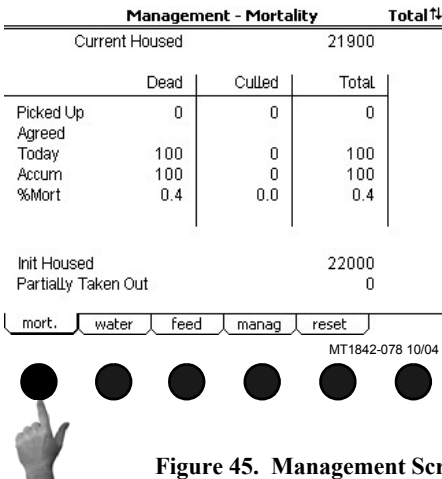 Management - Mortality Total⇅
Current Housed 21900
Dead Culled Total
Picked Up 0 0 0
Agreed
Today 100 0 100
Accum 100 0 100
%Mort 0.4 0.0 0.4
Init Housed 22000
Partially Taken Out 0
mort. water feed manag reset
MT1842-078 10/04
Figure 45. Management Scr